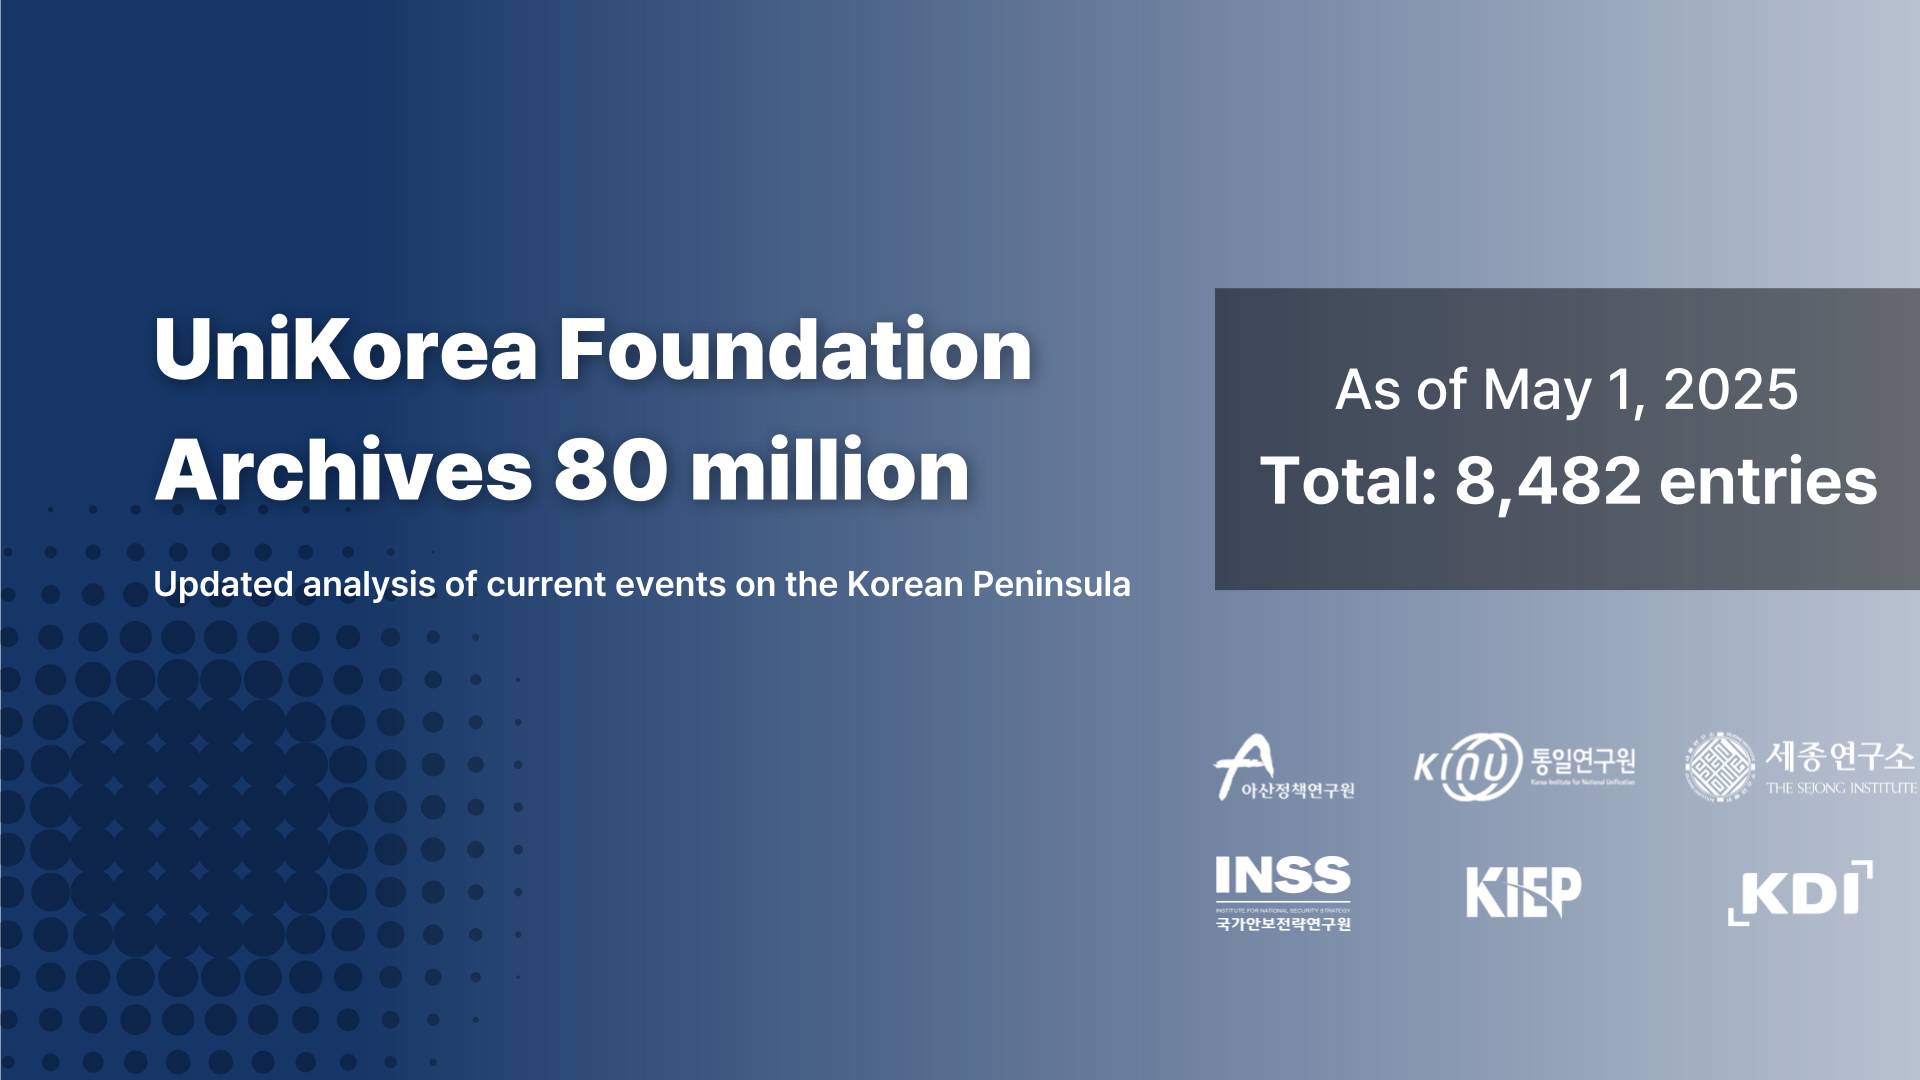 UniKorea Foundation
Archives 80 million
Updated analysis of current events on the Korean Peninsula
As of May 1, 2025
Total: 8,482 entries
아산정책연구원
KINU 통일연구원
Korea Institute for National Unification
세종연구소
THE SEJONG INSTITUTE
INSS
INSTITUTE FOR NATIONAL SECURITY STRATEGY
국가안보전략연구원
KIEP
KDI